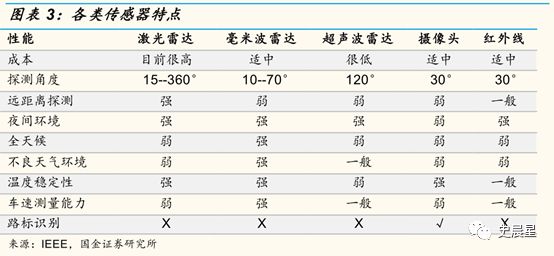 图表 3：各类传感器特点
性能 激光雷达 毫米波雷达 超声波雷达 摄像头 红外线
成本 目前很高 适中 很低 适中 适中
探测角度 15--360° 10--70° 120° 30° 30°
远距离探测 强 弱 弱 弱 一般
夜间环境 强 强 强 弱 强
全天候 弱 强 弱 弱 弱
不良天气环境 弱 强 一般 弱 弱
温度稳定性 强 强 弱 强 一般
车速测量能力 弱 强 一般 弱 一般
路标识别 X X X √ X
来源：IEEE，国金证券研究所
史晨星